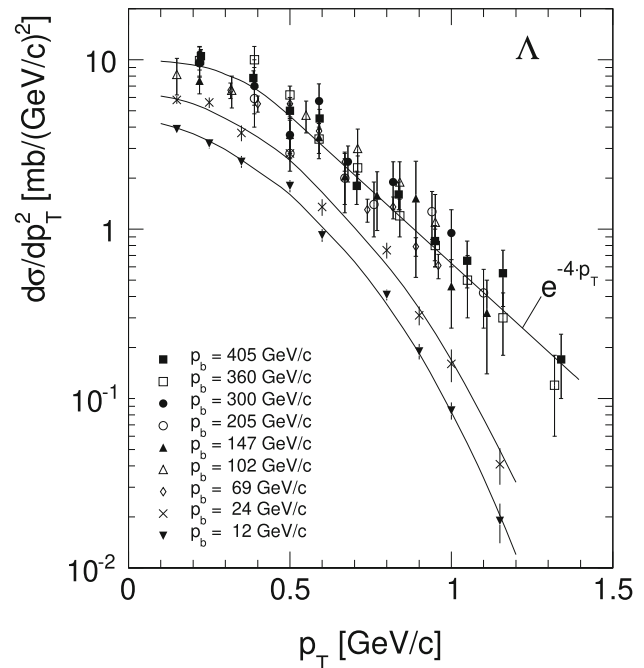 Λ
dσ/dp_T^2 [mb/(GeV/c)^2]
10
1
10^-1
10^-2
e^-4·p_T
p_b = 405 GeV/c
p_b = 360 GeV/c
p_b = 300 GeV/c
p_b = 205 GeV/c
p_b = 147 GeV/c
p_b = 102 GeV/c
p_b = 69 GeV/c
p_b = 24 GeV/c
p_b = 12 GeV/c
0 0.5 1 1.5
p_T [GeV/c]